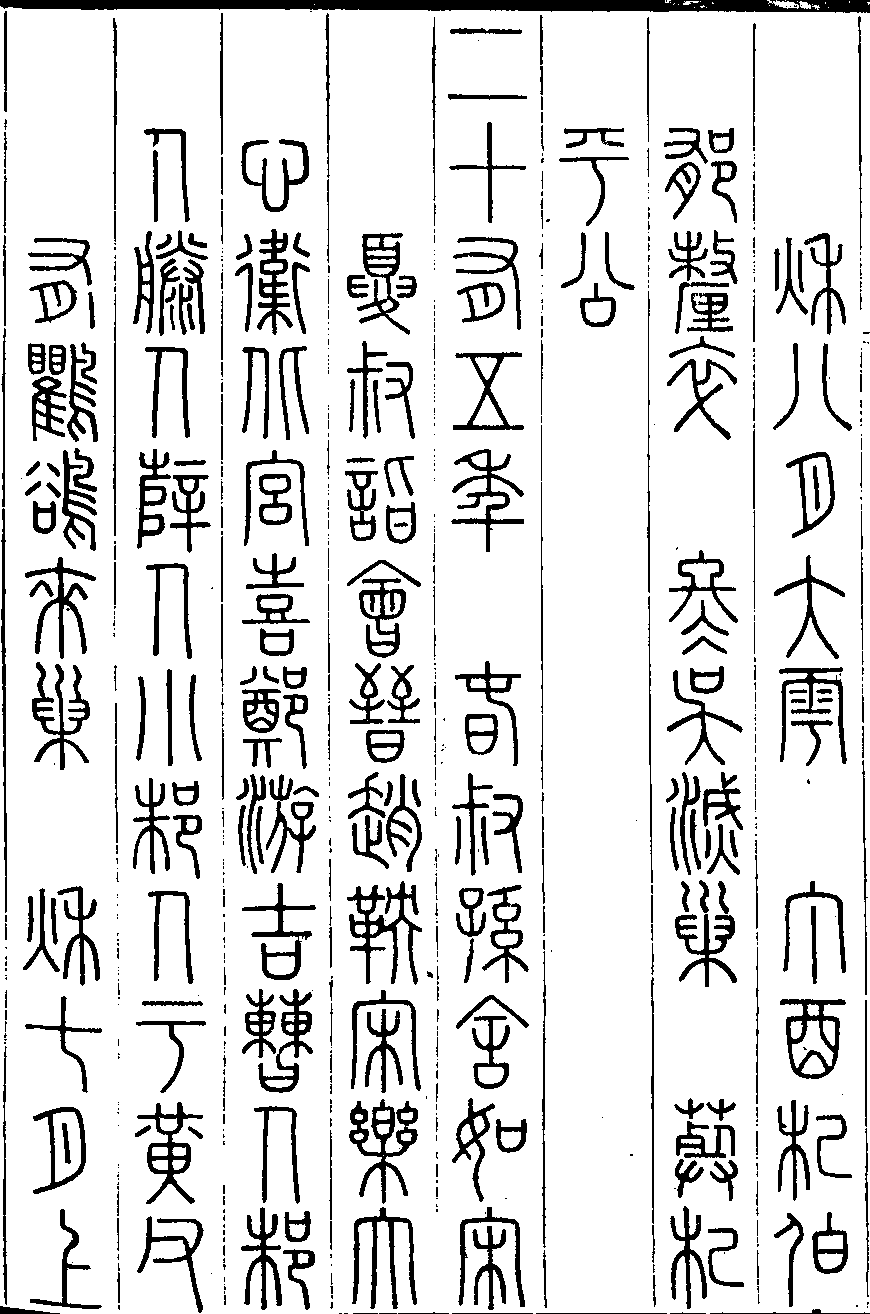 秋八月大雩 丁酉杞伯
郁釐卒 冬吳滅巢 葬杞
平公
二十有五年 春叔孫舍如宋
夏叔詣會晉趙鞅宋樂大
心衛北宮喜鄭游吉曹人邾
人滕人薛人小邾人于黃父
有鸜鵒來巢 秋七月上